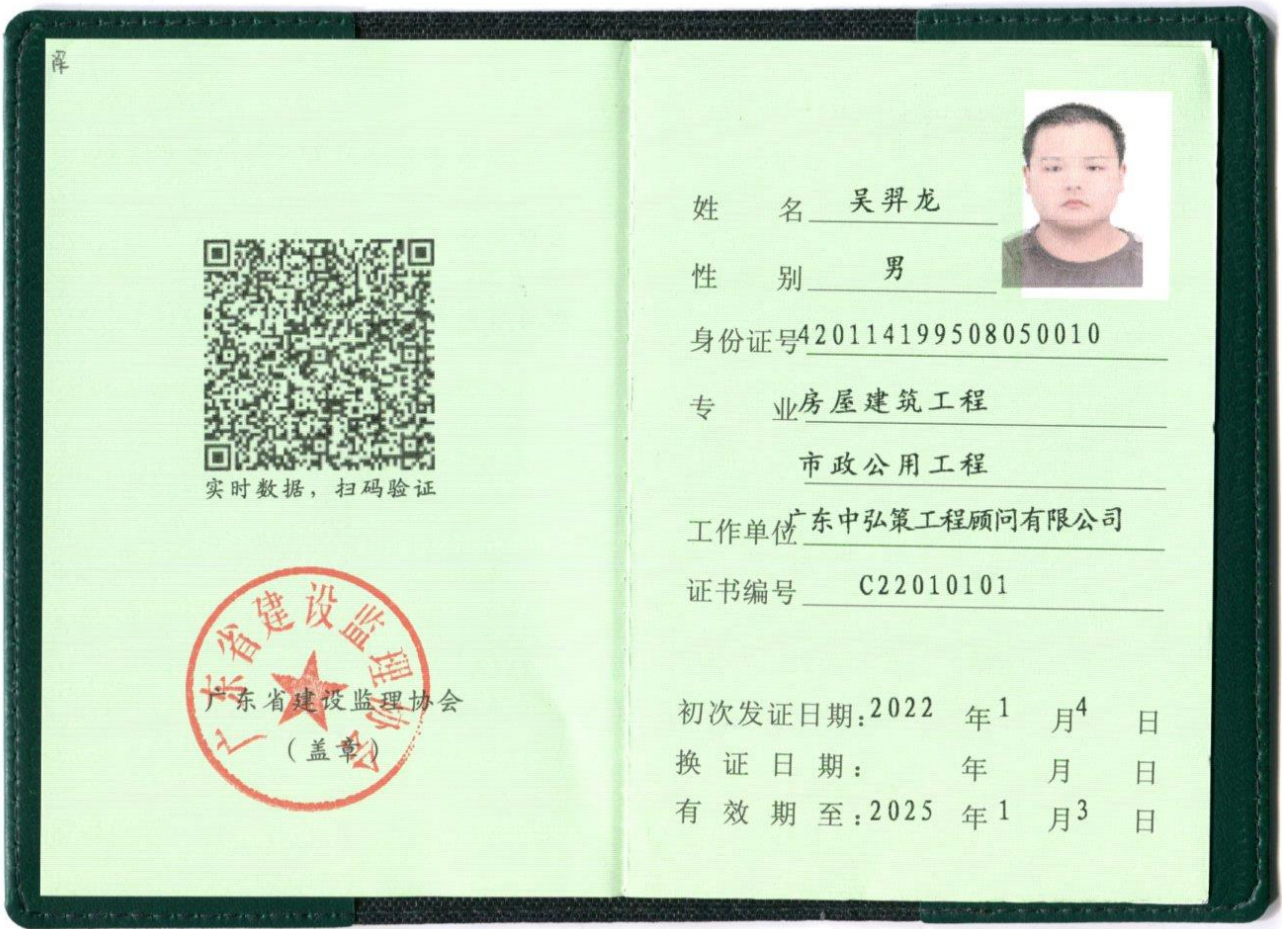 实时数据，扫码验证
广东省建设监理协会
广东省建设监理协会
（盖章）
姓 名 吴羿龙
性 别 男
身份证号 420114199508050010
专 业 房屋建筑工程
市政公用工程
工作单位 广东中弘策工程顾问有限公司
证书编号 C22010101
初次发证日期：2022 年 1 月 4 日
换证日期： 年 月 日
有效期至：2025 年 1 月 3 日